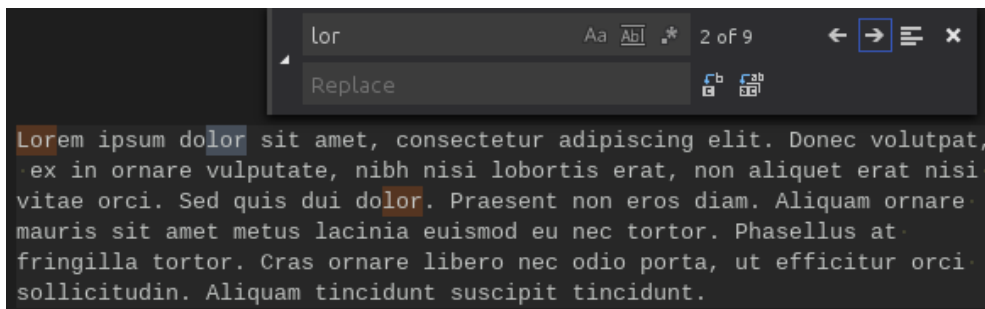 lor Aa Abl .* 2 of 9
Replace
Lorem ipsum dolor sit amet, consectetur adipiscing elit. Donec volutpat,
ex in ornare vulputate, nibh nisi lobortis erat, non aliquet erat nisi
vitae orci. Sed quis dui dolor. Praesent non eros diam. Aliquam ornare
mauris sit amet metus lacinia euismod eu nec tortor. Phasellus at
fringilla tortor. Cras ornare libero nec odio porta, ut efficitur orci
sollicitudin. Aliquam tincidunt suscipit tincidunt.